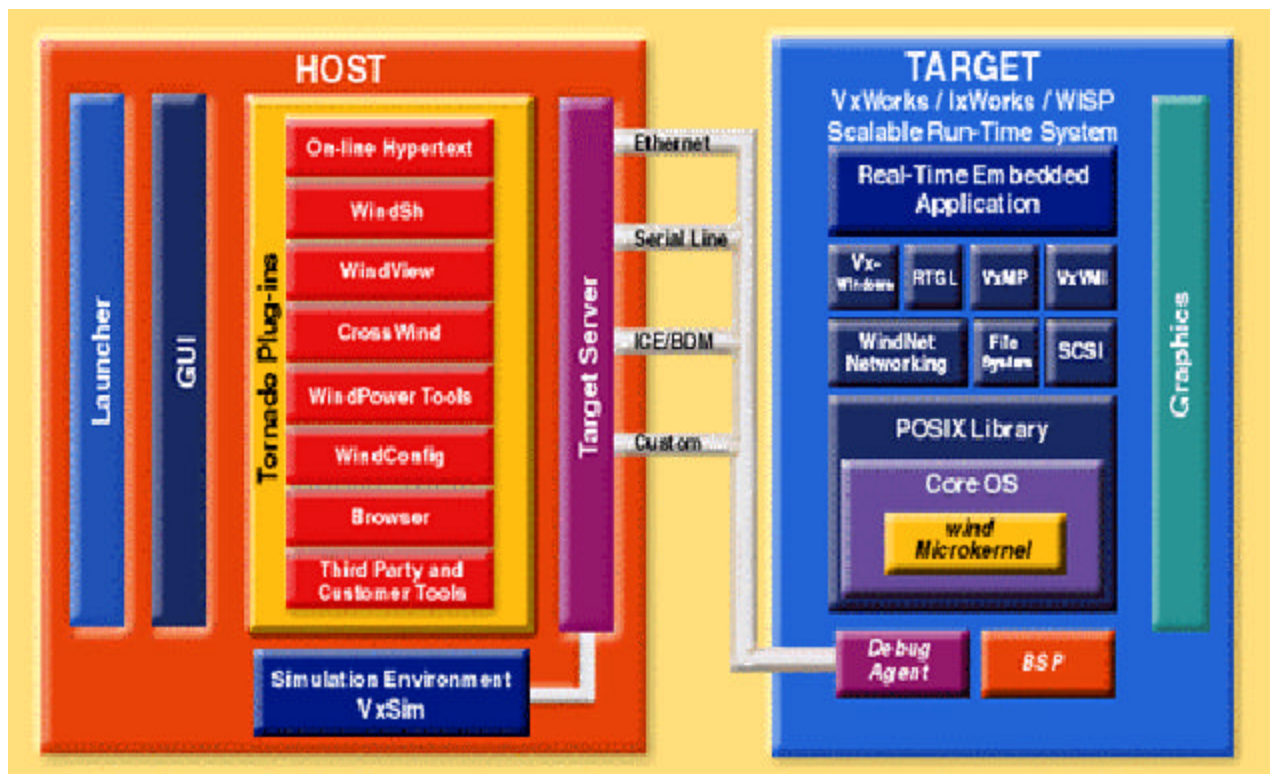 HOST
Launcher
GUI
Tornado Plug-ins
On-line Hypertext
WindSh
WindView
CrossWind
WindPower Tools
WindConfig
Browser
Third Party and
Customer Tools
Target Server
Simulation Environment
VxSim
Ethernet
Serial Line
ICE/BDM
Custom
TARGET
VxWorks / IxWorks / WISP
Scalable Run-Time System
Real-Time Embedded
Application
Vx-
Windows
RTGL
VxMP
VxVMI
WindNet
Networking
File
System
SCSI
POSIX Library
Core OS
wind
Microkernel
Debug
Agent
BSP
Graphics